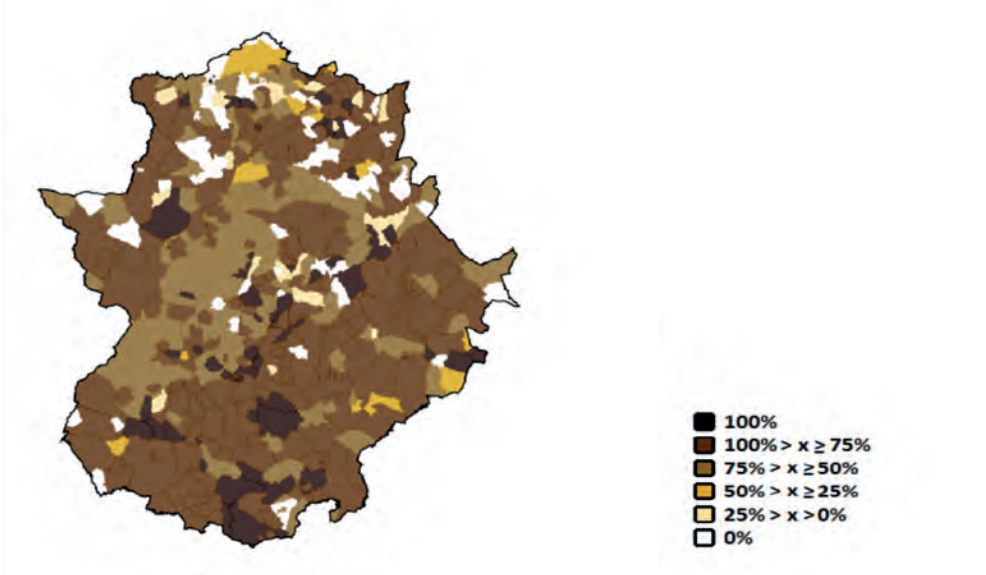 100%
100% > x ≥ 75%
75% > x ≥ 50%
50% > x ≥ 25%
25% > x > 0%
0%